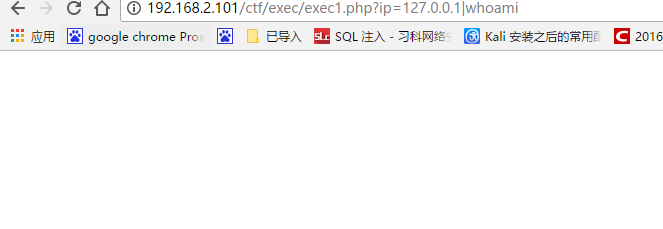 192.168.2.101/ctf/exec/exec1.php?ip=127.0.0.1|whoami
应用 google chrome Prox 已导入 SLC SQL 注入 - 习科网络 Kali 安装之后的常用 C 2016